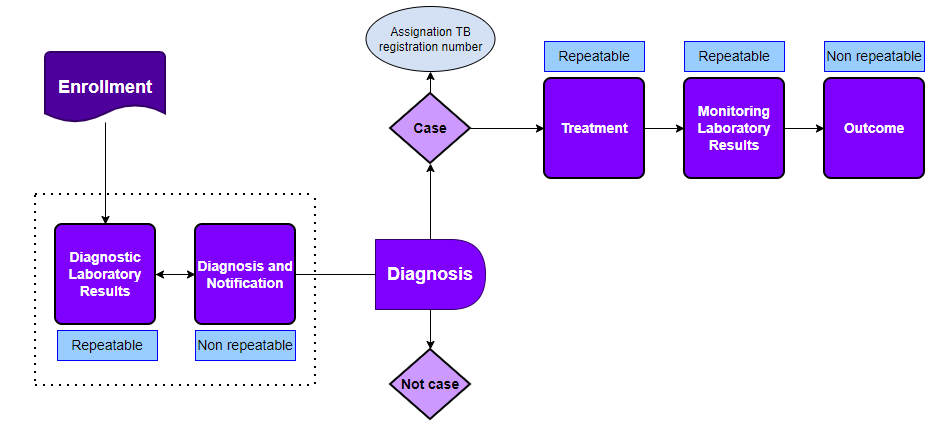 Assignation TB
registration number
Repeatable
Repeatable
Non repeatable
Enrollment
Case
Treatment
Monitoring
Laboratory
Results
Outcome
Diagnostic
Laboratory
Results
Diagnosis and
Notification
Diagnosis
Repeatable
Non repeatable
Not case